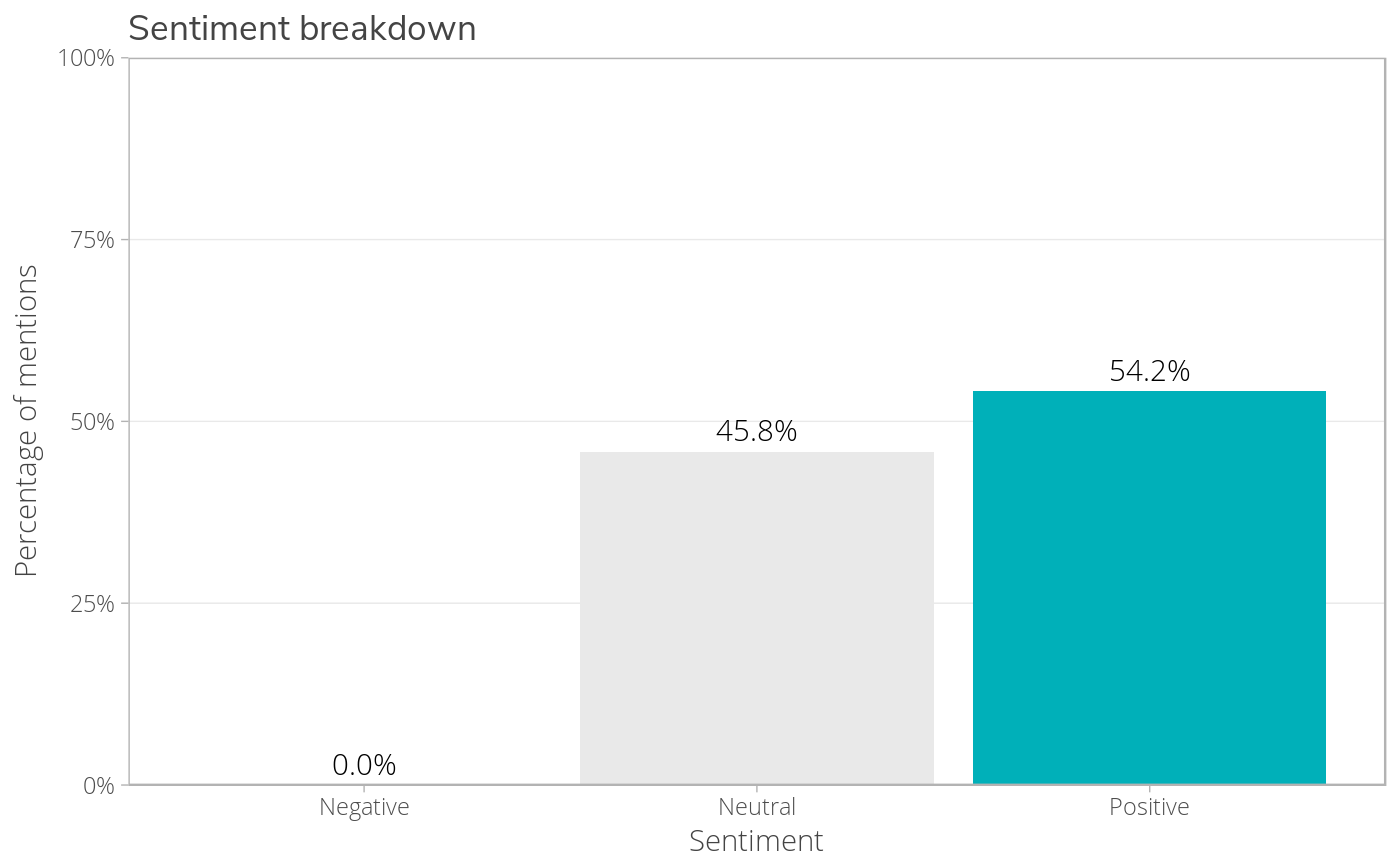 Sentiment breakdown
100%
75%
50%
25%
0%
Percentage of mentions
0.0%
45.8%
54.2%
Negative
Neutral
Positive
Sentiment